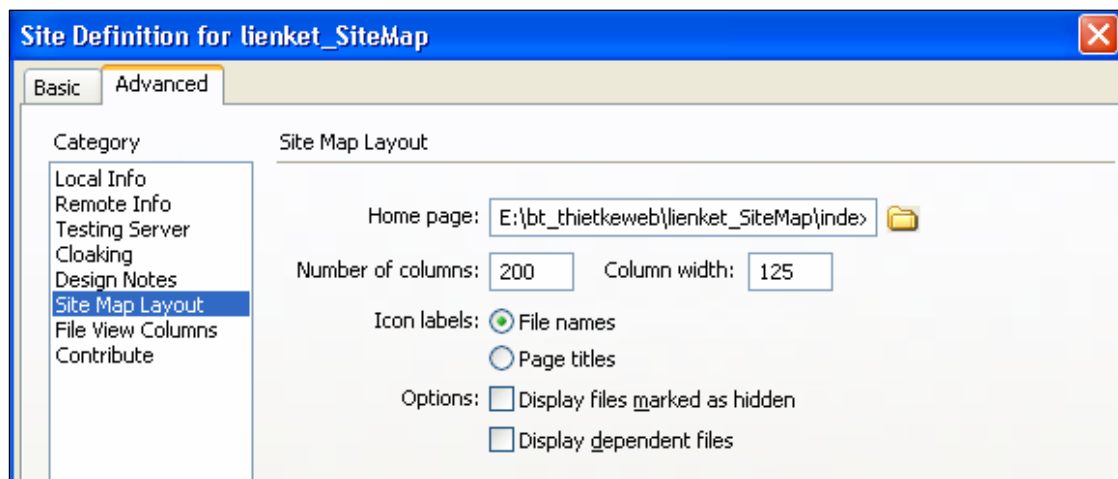 Site Definition for lienket_SiteMap
Basic
Advanced
Category
Local Info
Remote Info
Testing Server
Cloaking
Design Notes
Site Map Layout
File View Columns
Contribute
Site Map Layout
Home page: E:\bt_thietkeweb\lienket_SiteMap\index
Number of columns: 200 Column width: 125
Icon labels: File names
Page titles
Options: Display files marked as hidden
Display dependent files